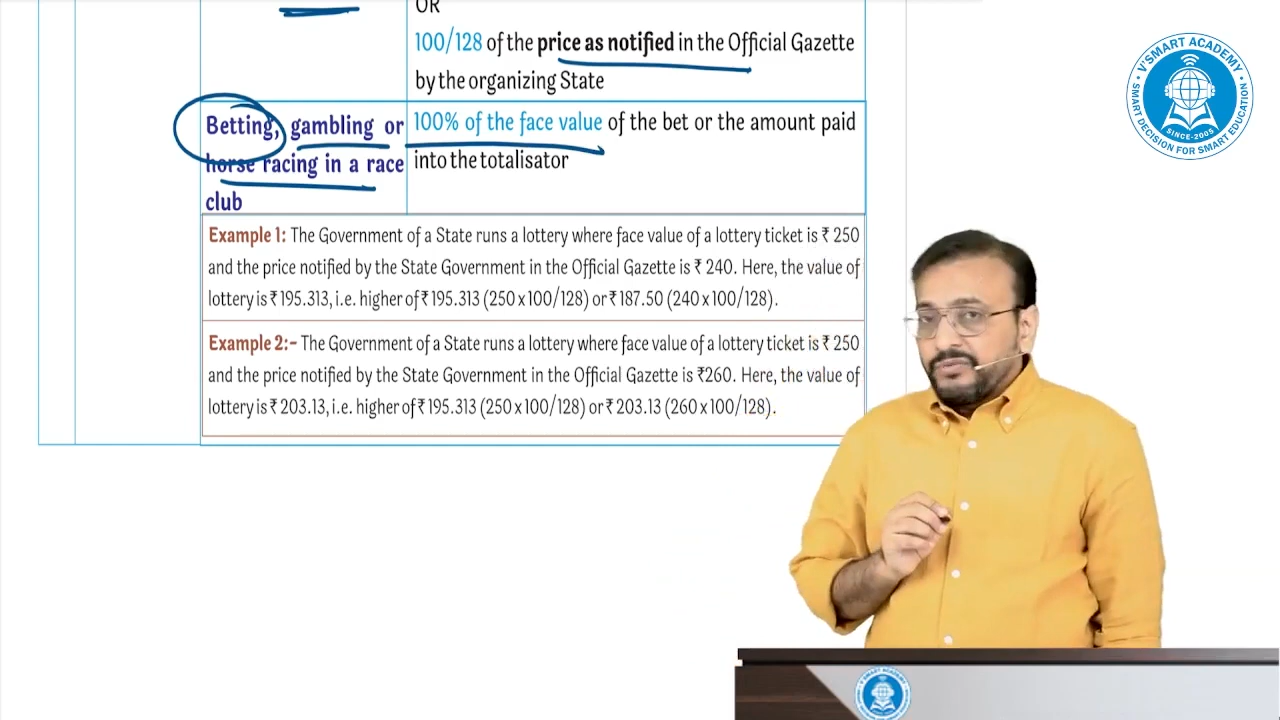 OR
100/128 of the price as notified in the Official Gazette
by the organizing State
Betting, gambling or
horse racing in a race
club
100% of the face value of the bet or the amount paid
into the totalisator
Example 1: The Government of a State runs a lottery where face value of a lottery ticket is ₹ 250
and the price notified by the State Government in the Official Gazette is ₹ 240. Here, the value of
lottery is ₹ 195.313, i.e. higher of ₹ 195.313 (250 x 100/128) or ₹ 187.50 (240 x 100/128).
Example 2:- The Government of a State runs a lottery where face value of a lottery ticket is ₹ 250
and the price notified by the State Government in the Official Gazette is ₹260. Here, the value of
lottery is ₹ 203.13, i.e. higher of ₹ 195.313 (250 x 100/128) or ₹ 203.13 (260 x 100/128).
V'SMART ACADEMY
SINCE-2005
SMART DECISION FOR SMART EDUCATION